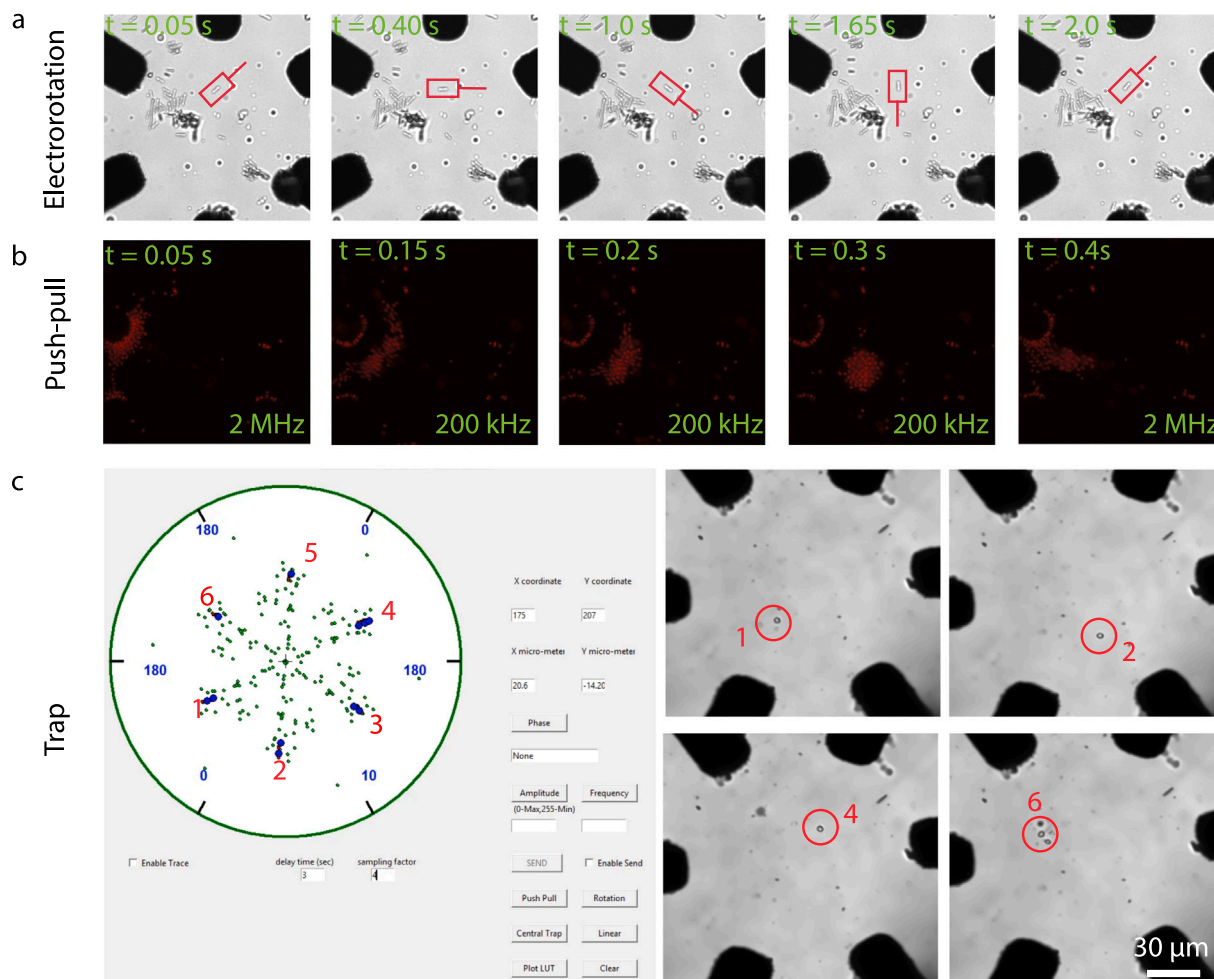 a
Electrorotation
t = 0.05 s
t = 0.40 s
t = 1.0 s
t = 1.65 s
t = 2.0 s
b
Push-pull
t = 0.05 s
t = 0.15 s
t = 0.2 s
t = 0.3 s
t = 0.4s
2 MHz
200 kHz
200 kHz
200 kHz
2 MHz
c
Trap
180
0
5
6
4
180
180
1
3
2
0
10
Enable Trace
delay time (sec)
sampling factor
3
4
X coordinate
Y coordinate
175
207
X micro-meter
Y micro-meter
20.6
-14.20
Phase
None
Amplitude
Frequency
(0-Max,255-Min)
SEND
Enable Send
Push Pull
Rotation
Central Trap
Linear
Plot LUT
Clear
1
2
4
6
30 µm